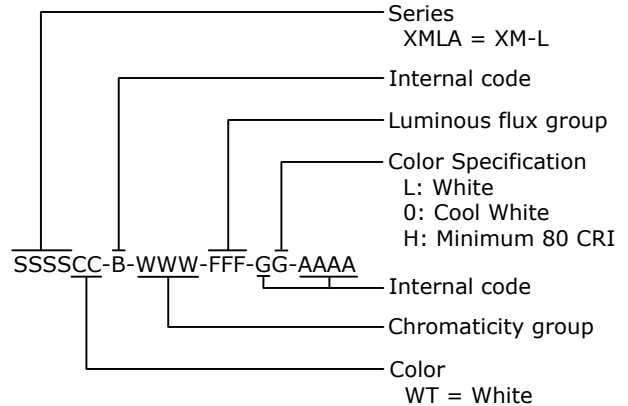 Series
XMLA = XM-L
Internal code
Luminous flux group
Color Specification
L: White
0: Cool White
H: Minimum 80 CRI
SSSSCC-B-WWW-FFF-GG-AAAA
Internal code
Chromaticity group
Color
WT = White